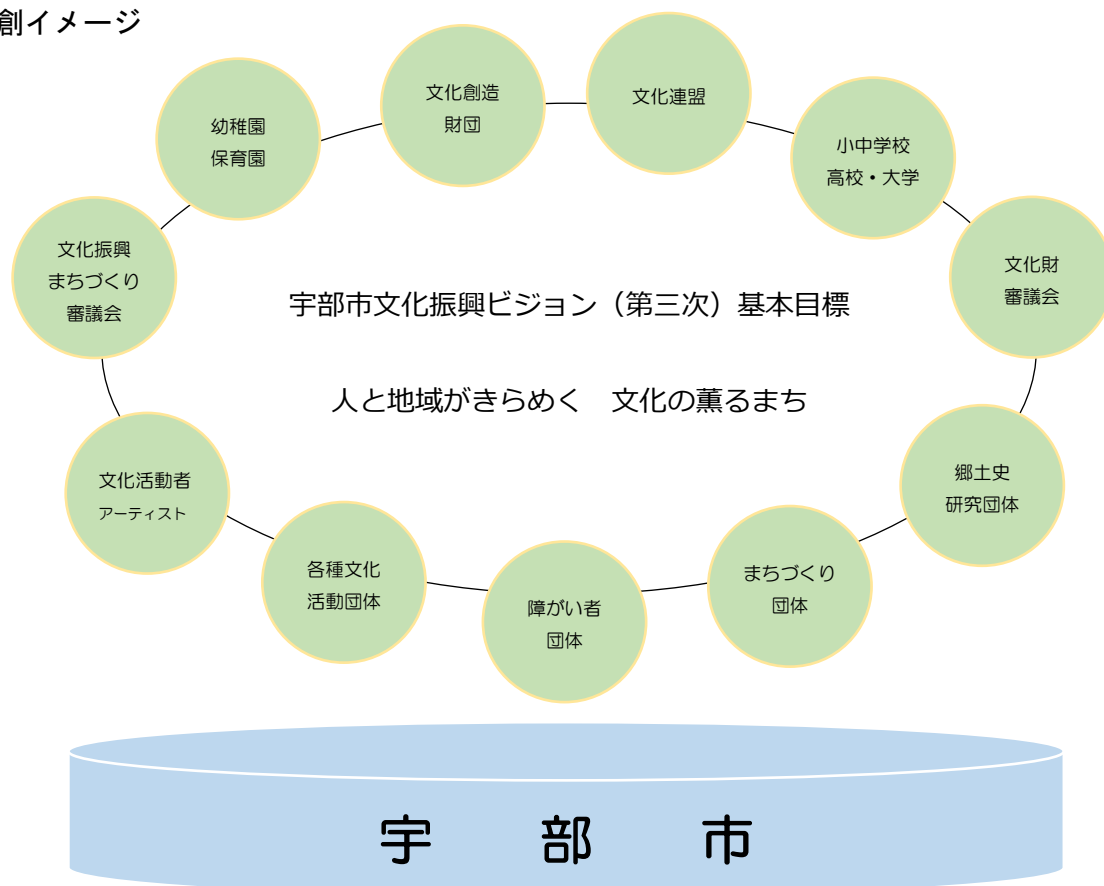 創イメージ
文化創造
財団
文化連盟
幼稚園
保育園
小中学校
高校・大学
文化振興
まちづくり
審議会
文化財
審議会
宇部市文化振興ビジョン（第三次）基本目標
人と地域がきらめく　文化の薫るまち
文化活動者
アーティスト
郷土史
研究団体
各種文化
活動団体
まちづくり
団体
障がい者
団体
宇　部　市